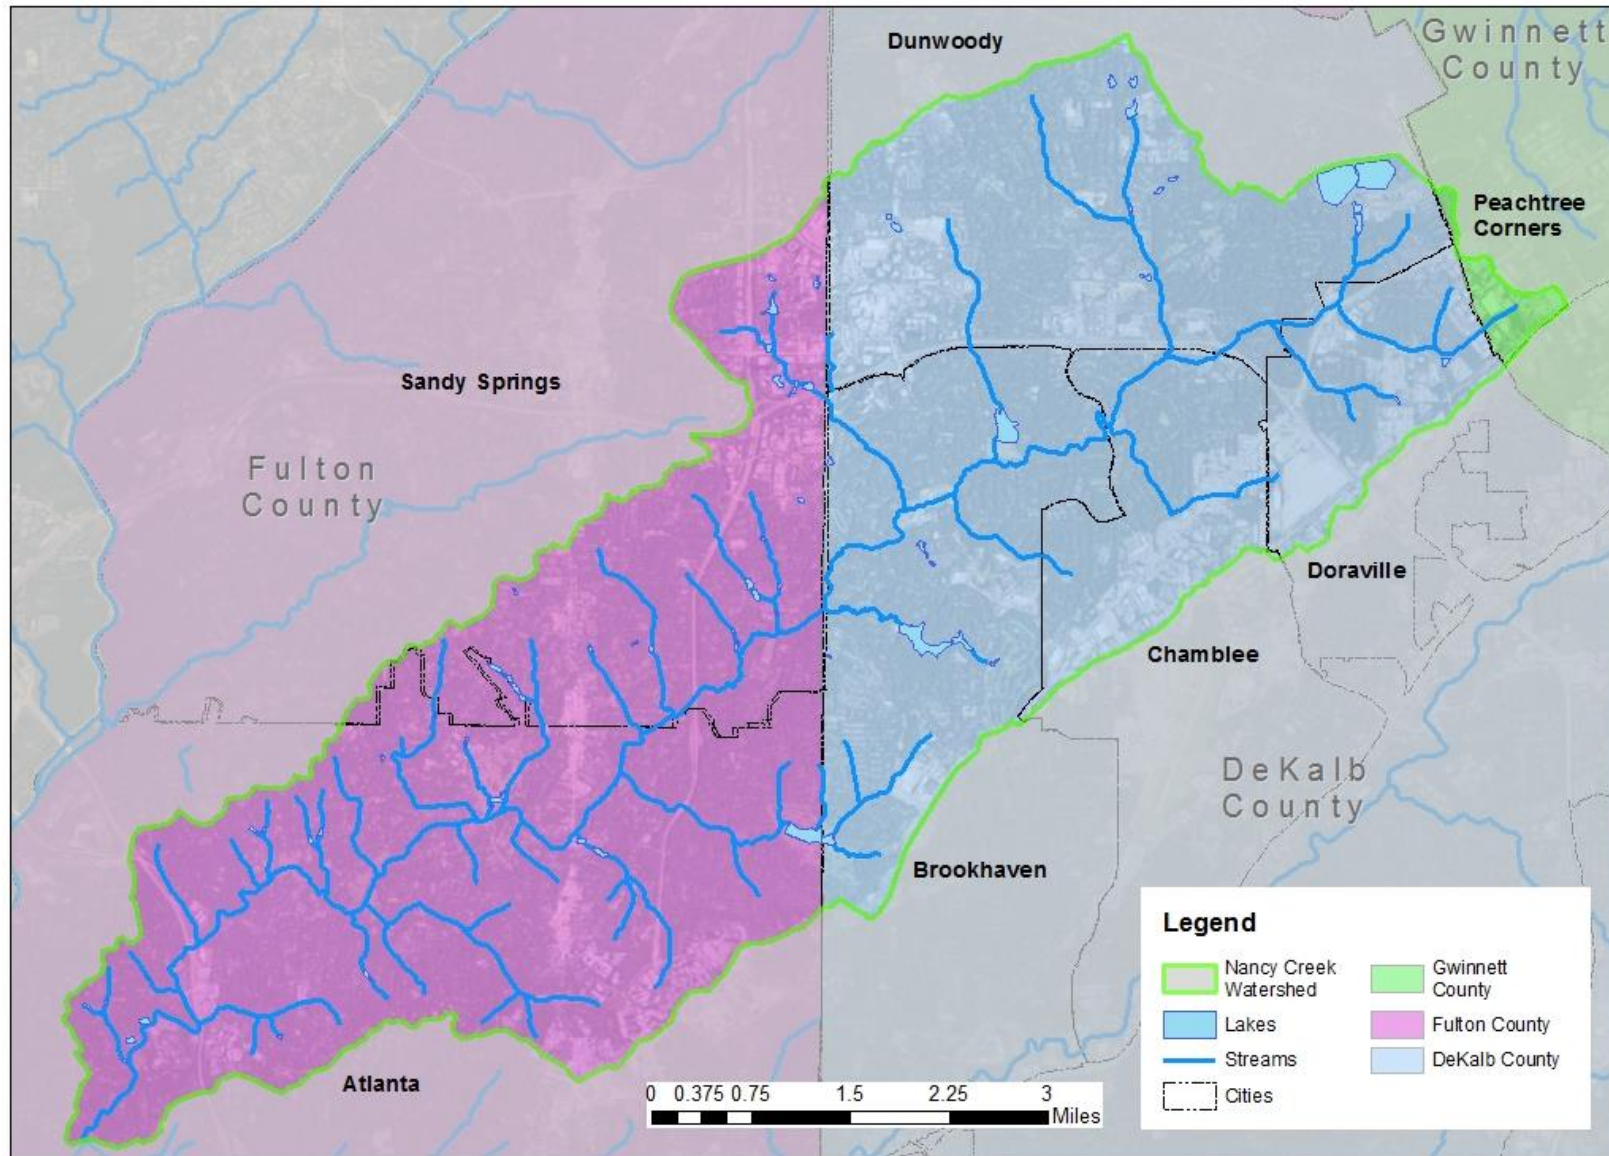 Dunwoody
Gwinnett
County
Peachtree
Corners
Sandy Springs
Fulton
County
Doraville
Chamblee
DeKalb
County
Brookhaven
Atlanta
Legend
Nancy Creek
Watershed
Lakes
Streams
Cities
Gwinnett
County
Fulton County
DeKalb County
0 0.375 0.75 1.5 2.25 3
Miles